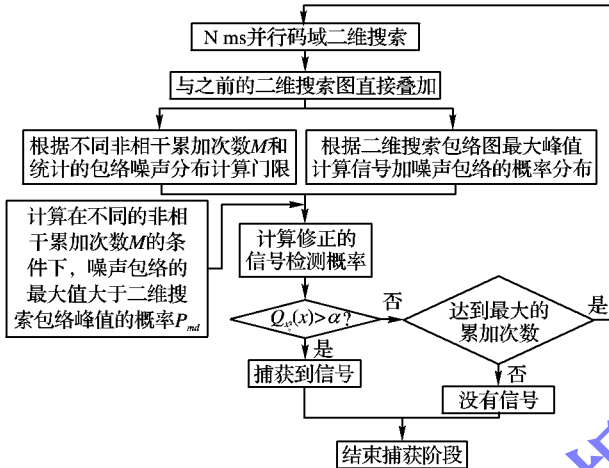 N ms并行码域二维搜索
与之前的二维搜索图直接叠加
根据不同非相干累加次数M和
统计的包络噪声分布计算门限
根据二维搜索包络图最大峰值
计算信号加噪声包络的概率分布
计算在不同的非相
干累加次数M的条
件下，噪声包络的
最大值大于二维搜
索包络峰值的概率P_md
计算修正的
信号检测概率
(x)>α?
否
达到最大的
累加次数
是
是
否
捕获到信号
没有信号
结束捕获阶段